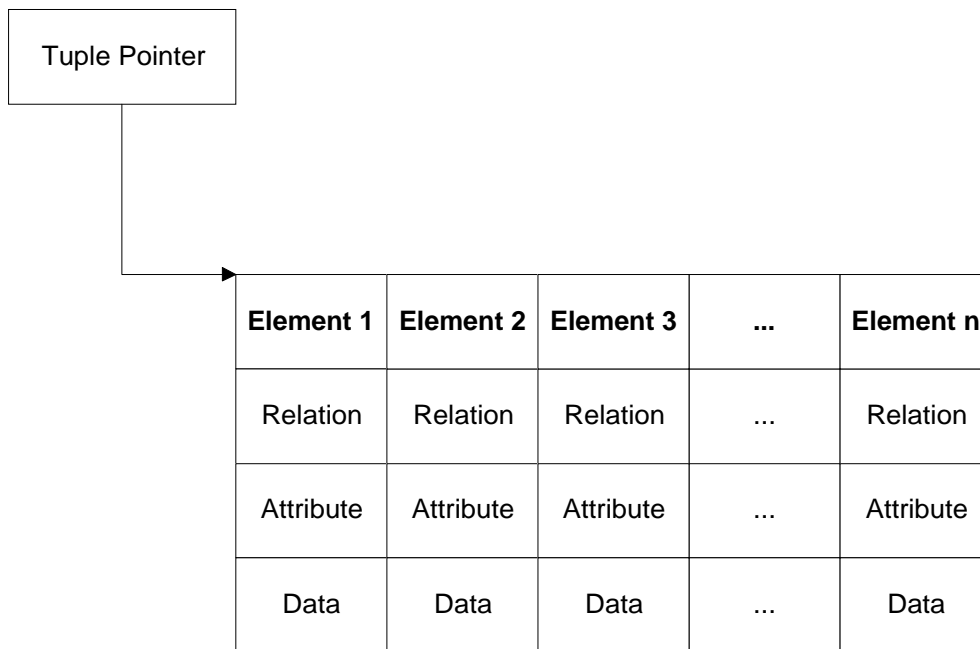 Tuple Pointer
Element 1 Element 2 Element 3 ... Element n
Relation Relation Relation ... Relation
Attribute Attribute Attribute ... Attribute
Data Data Data ... Data